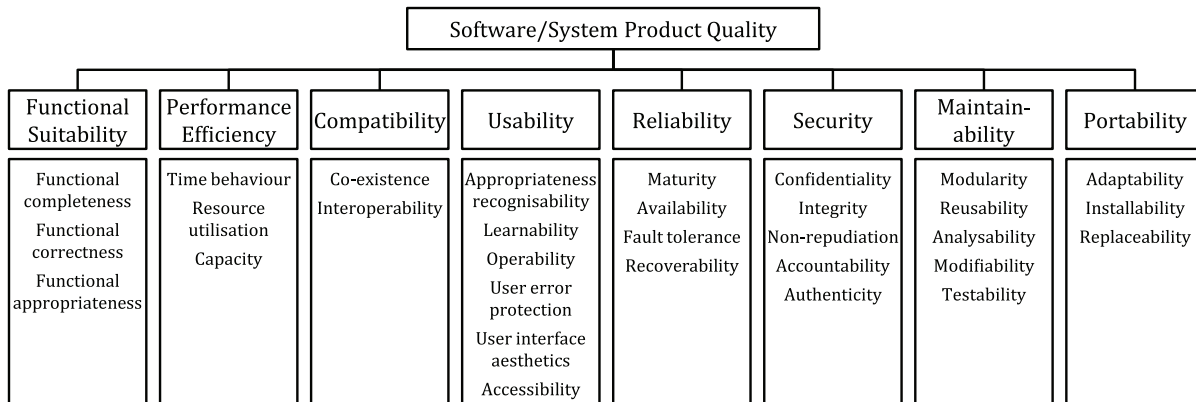 Software/System Product Quality
Functional
Suitability
Performance
Efficiency
Compatibility
Usability
Reliability
Security
Maintain-
ability
Portability
Functional
completeness
Functional
correctness
Functional
appropriateness
Time behaviour
Resource
utilisation
Capacity
Co-existence
Interoperability
Appropriateness
recognisability
Learnability
Operability
User error
protection
User interface
aesthetics
Accessibility
Maturity
Availability
Fault tolerance
Recoverability
Confidentiality
Integrity
Non-repudiation
Accountability
Authenticity
Modularity
Reusability
Analysability
Modifiability
Testability
Adaptability
Installability
Replaceability